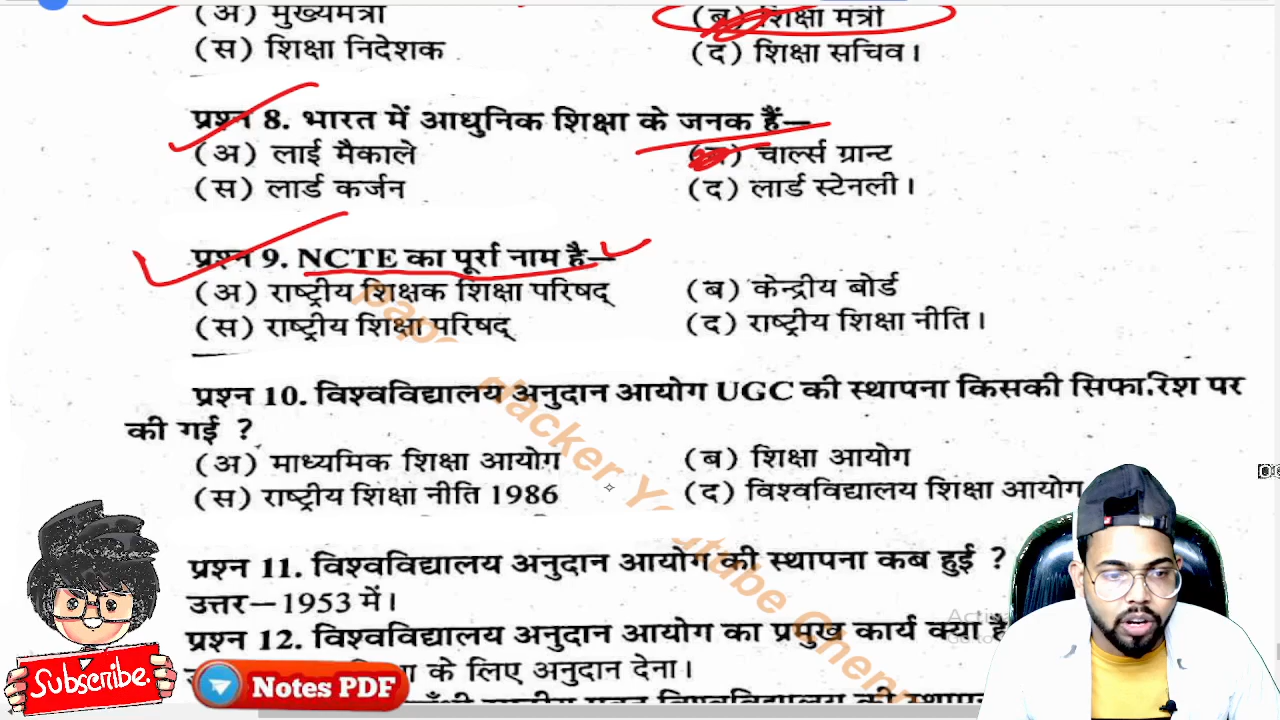 (अ) मुख्यमंत्री (ब) शिक्षा मंत्री
(स) शिक्षा निदेशक (द) शिक्षा सचिव।
प्रश्न 8. भारत में आधुनिक शिक्षा के जनक हैं—
(अ) लाई मैकाले चार्ल्स ग्रान्ट
(स) लार्ड कर्जन (द) लार्ड स्टेनली।
प्रश्न 9. NCTE का पूर्रा नाम है—
(अ) राष्ट्रीय शिक्षक शिक्षा परिषद् (ब) केन्द्रीय बोर्ड
(स) राष्ट्रीय शिक्षा परिषद् (द) राष्ट्रीय शिक्षा नीति।
प्रश्न 10. विश्वविद्यालय अनुदान आयोग UGC की स्थापना किसकी सिफा.रिश पर
की गई ?
(अ) माध्यमिक शिक्षा आयोग (ब) शिक्षा आयोग
(स) राष्ट्रीय शिक्षा नीति 1986 (द) विश्वविद्यालय शिक्षा आयोग
प्रश्न 11. विश्वविद्यालय अनुदान आयोग की स्थापना कब हुई ?
उत्तर—1953 में।
प्रश्न 12. विश्वविद्यालय अनुदान आयोग का प्रमुख कार्य क्या है
के लिए अनुदान देना।
Subscribe.
Notes PDF